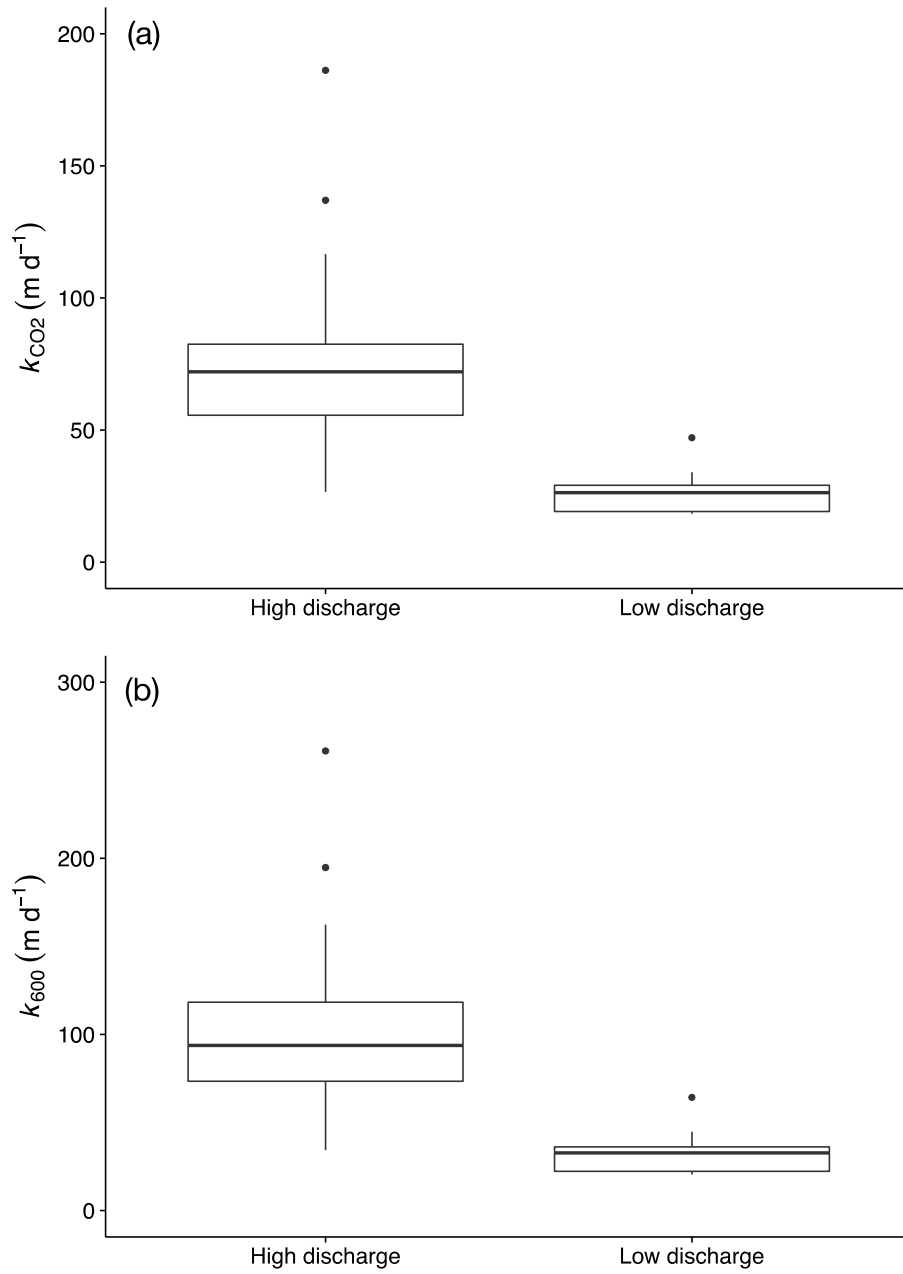 (a)
200
150
100
50
0
kCO2 (m d−1)
High discharge Low discharge
(b)
300
200
100
0
k600 (m d−1)
High discharge Low discharge